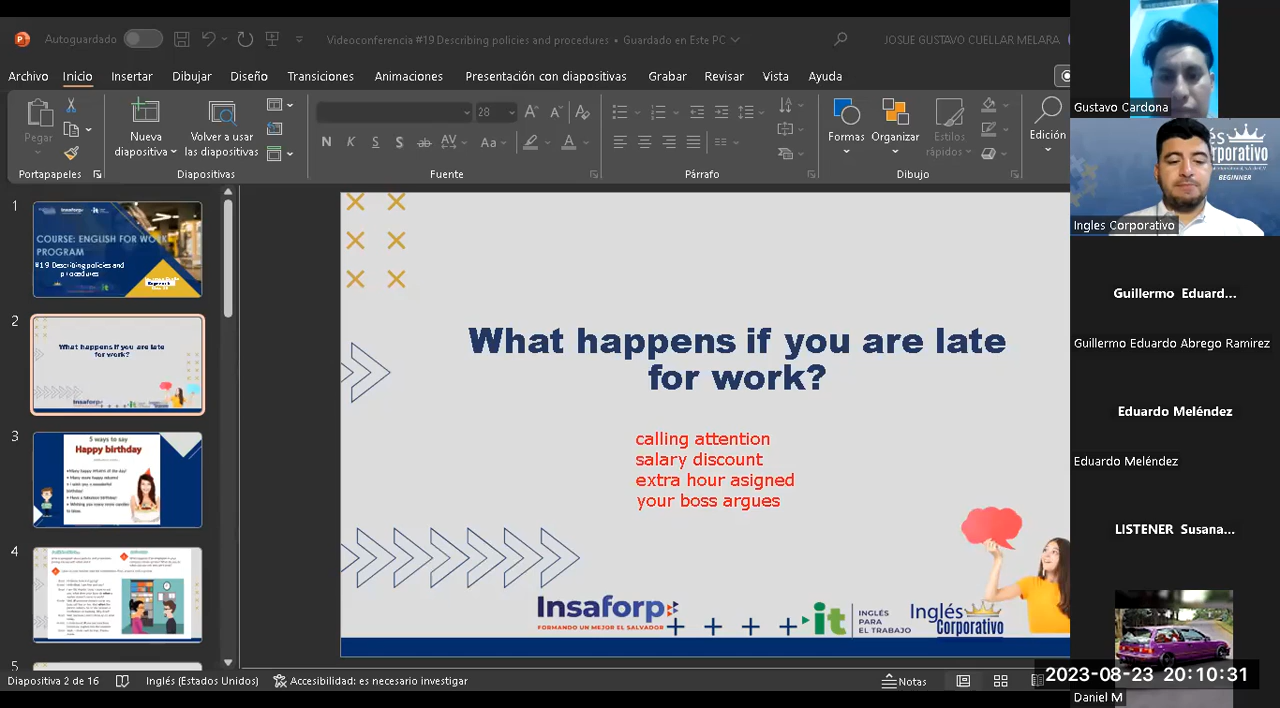 Autoguardado
Videoconferencia #19 Describing policies and procedures • Guardado en Este PC
JOSUE GUSTAVO CUELLAR MELARA
Archivo Inicio Insertar Dibujar Diseño Transiciones Animaciones Presentación con diapositivas Grabar Revisar Vista Ayuda
Pegar
Nueva diapositiva
Volver a usar las diapositivas
28
N K S S ab AV Aa A
Formas
Organizar
Estilos rápidos
Edición
Portapapeles
Diapositivas
Fuente
Párrafo
Dibujo
1
COURSE: ENGLISH FOR WORK
PROGRAM
#19 Describing policies and
procedures
2
What happens if you are late
for work?
Insaforp
3
5 ways to say
Happy birthday
4
5
What happens if you are late
for work?
calling attention
salary discount
extra hour asigned
your boss argues
nsaforp
FORMANDO UN MEJOR EL SALVADOR
it
INGLÉS
PARA
EL TRABAJO
Inglés
Corporativo
Diapositiva 2 de 16
Inglés (Estados Unidos)
Accesibilidad: es necesario investigar
Notas
Gustavo Cardona
és
orporativo
BEGINNER
Ingles Corporativo
Guillermo Eduard...
Guillermo Eduardo Abrego Ramirez
Eduardo Meléndez
Eduardo Meléndez
LISTENER Susana...
2023-08-23 20:10:31
Daniel M